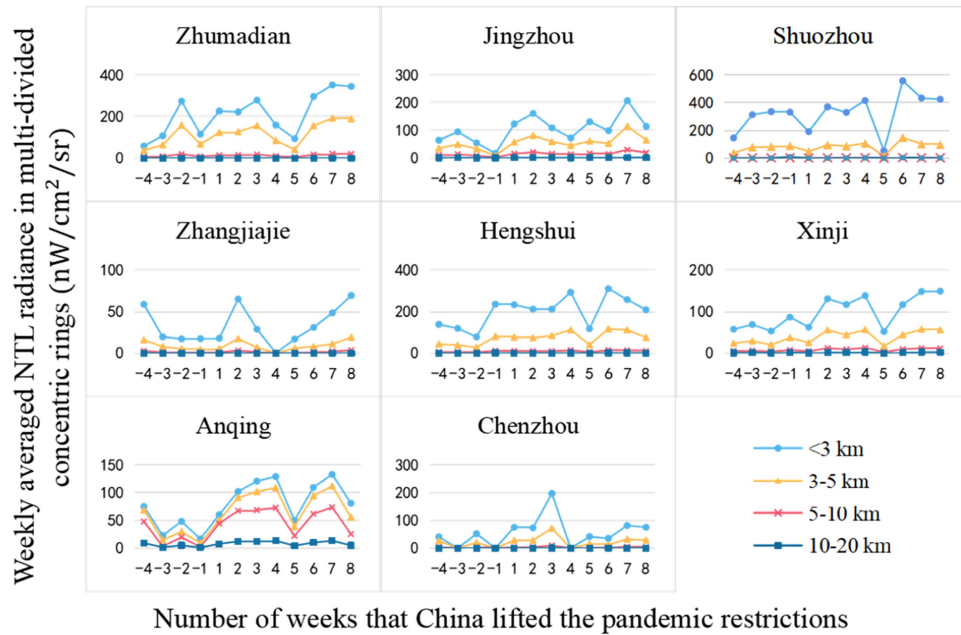 Weekly averaged NTL radiance in multi-divided
concentric rings (nW/cm²/sr)
Zhumadian
400
200
0
−4 −3 −2 −1 1 2 3 4 5 6 7 8
Jingzhou
300
200
100
0
−4 −3 −2 −1 1 2 3 4 5 6 7 8
Shuozhou
600
400
200
0
−4 −3 −2 −1 1 2 3 4 5 6 7 8
Zhangjiajie
100
50
0
−4 −3 −2 −1 1 2 3 4 5 6 7 8
Hengshui
400
200
0
−4 −3 −2 −1 1 2 3 4 5 6 7 8
Xinji
200
100
0
−4 −3 −2 −1 1 2 3 4 5 6 7 8
Anqing
150
100
50
0
−4 −3 −2 −1 1 2 3 4 5 6 7 8
Chenzhou
300
200
100
0
−4 −3 −2 −1 1 2 3 4 5 6 7 8
<3 km
3-5 km
5-10 km
10-20 km
Number of weeks that China lifted the pandemic restrictions